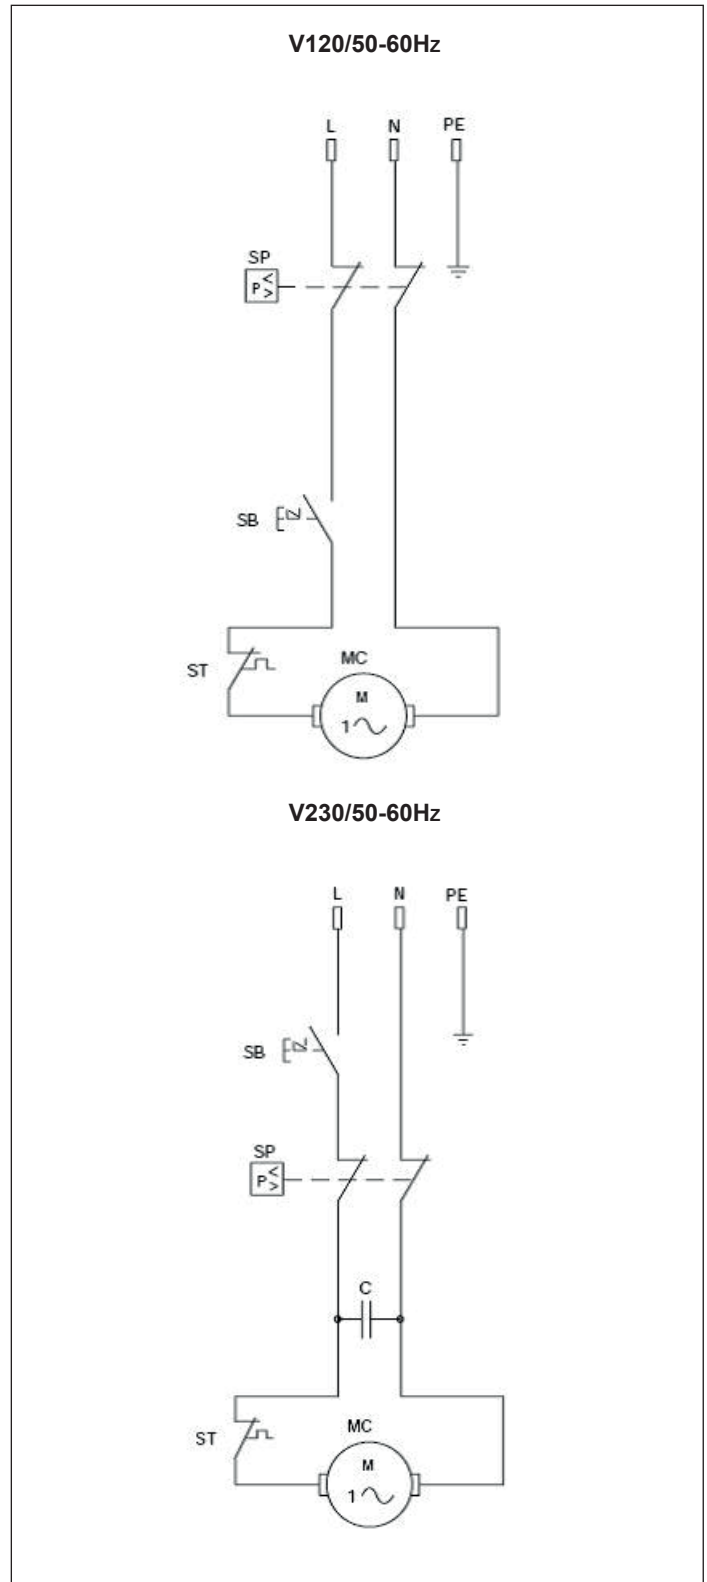 V120/50-60Hz
L N PE
SP
P <
>
SB
ST
MC
M
1
V230/50-60Hz
L N PE
SB
SP
P <
>
C
ST
MC
M
1